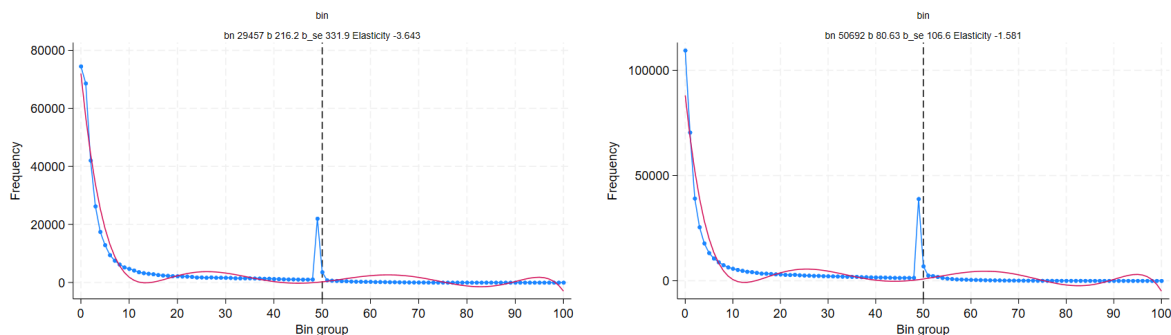 bin
bn 29457 b 216.2 b_se 331.9 Elasticity -3.643
80000
60000
40000
20000
0
Frequency
0 10 20 30 40 50 60 70 80 90 100
Bin group
bin
bn 50692 b 80.63 b_se 106.6 Elasticity -1.581
100000
50000
0
Frequency
0 10 20 30 40 50 60 70 80 90 100
Bin group